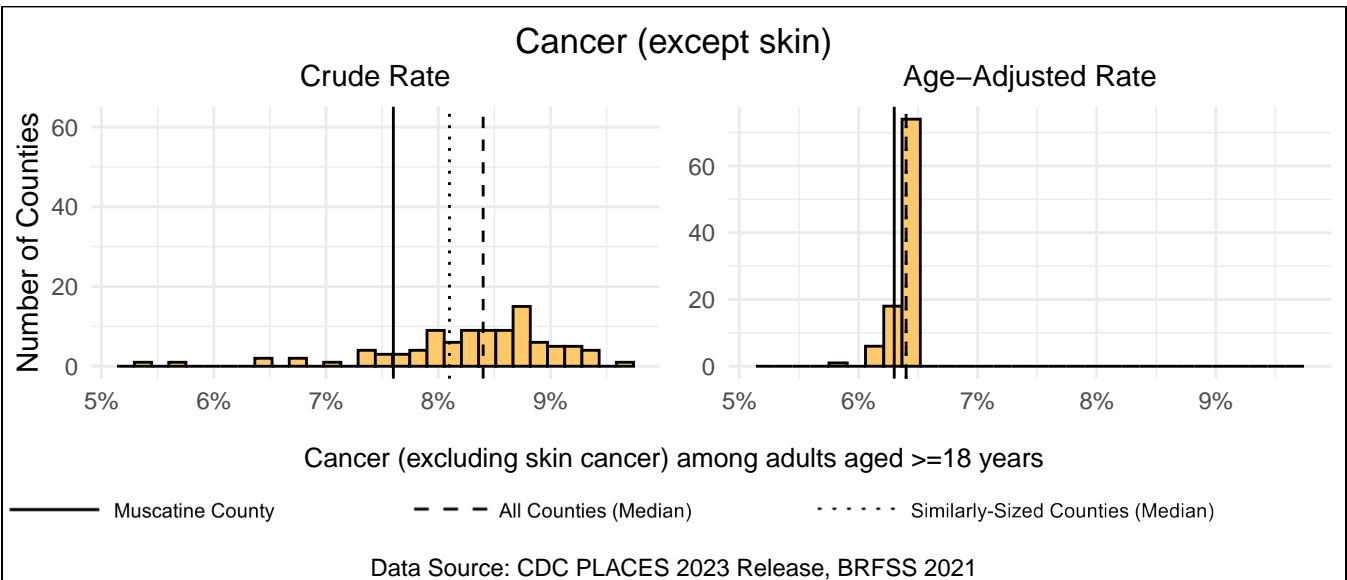 Cancer (except skin)
Crude Rate
Age−Adjusted Rate
Number of Counties
60
40
20
0
5%
6%
7%
8%
9%
60
40
20
0
5%
6%
7%
8%
9%
Cancer (excluding skin cancer) among adults aged >=18 years
Muscatine County
All Counties (Median)
Similarly-Sized Counties (Median)
Data Source: CDC PLACES 2023 Release, BRFSS 2021